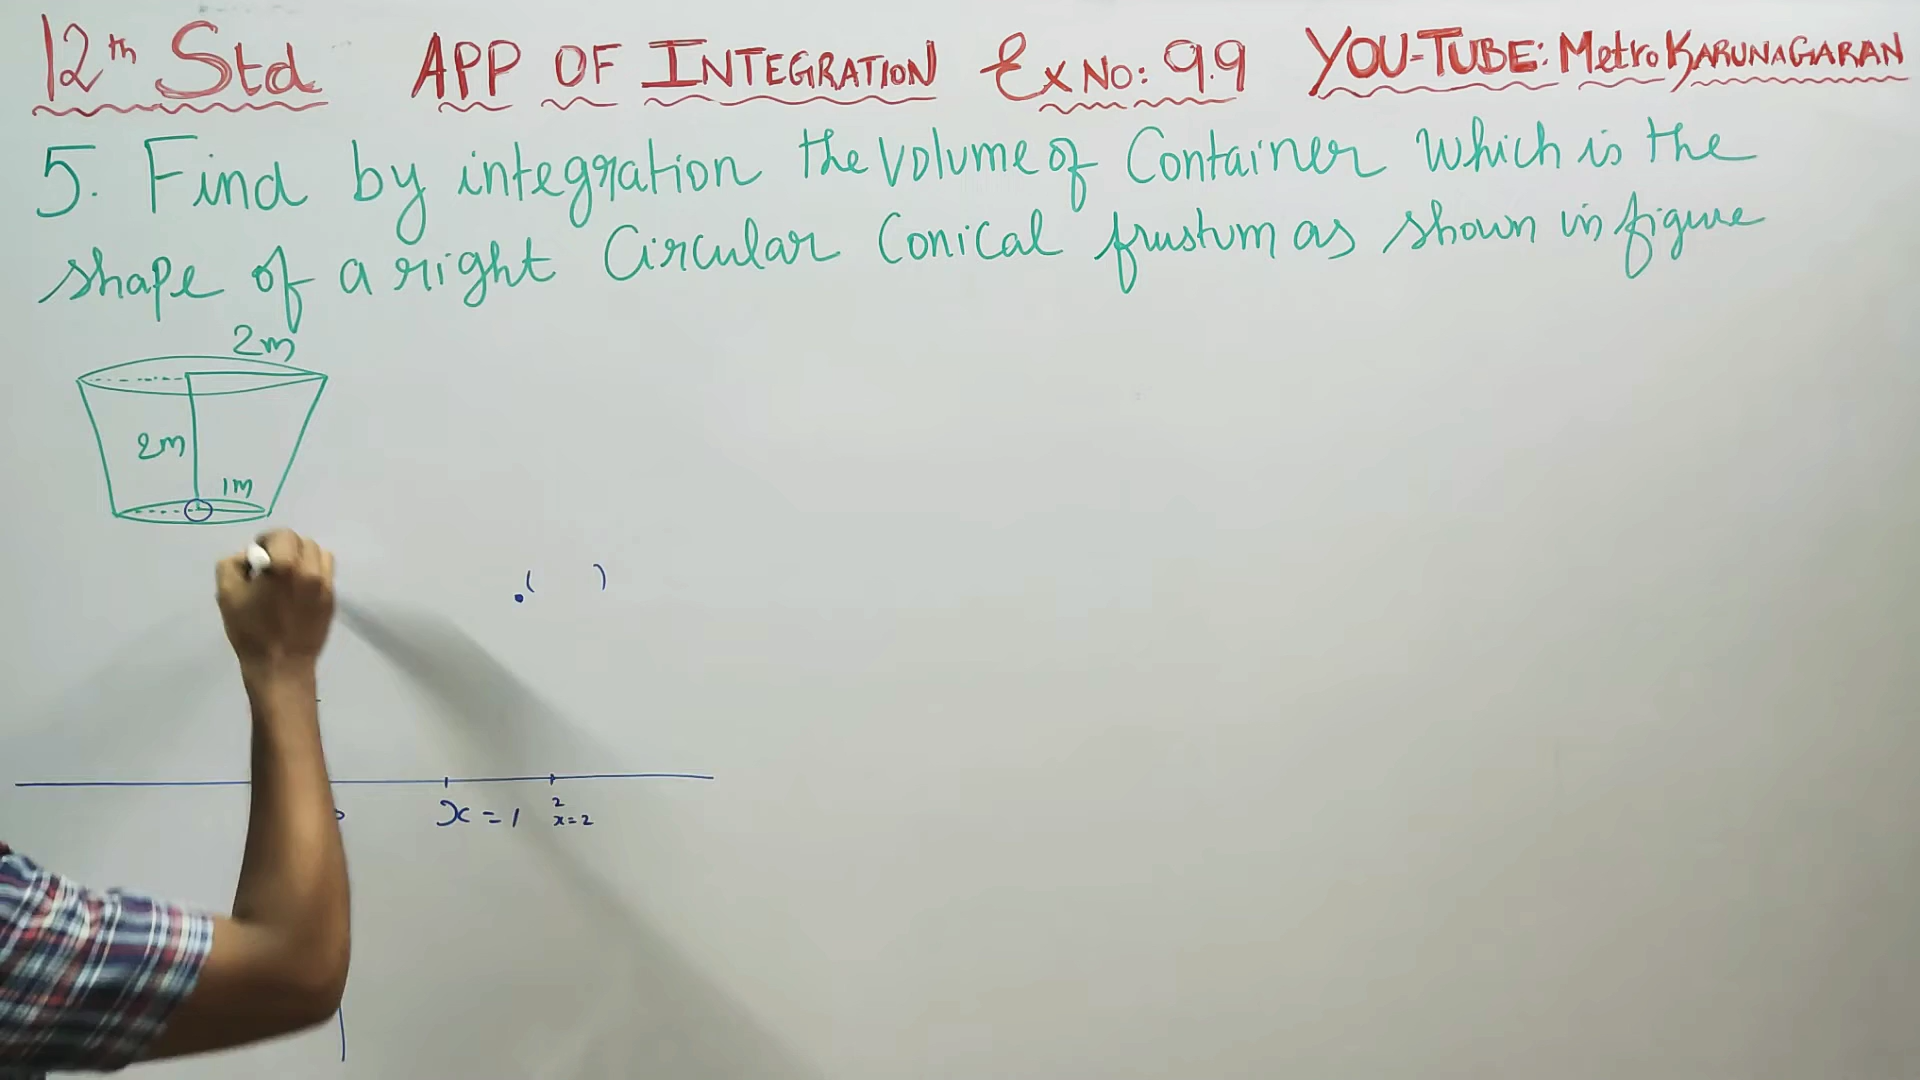 12th Std APP OF INTEGRATION Ex No: 9.9 YOU-TUBE: Metro KARUNAGARAN
5. Find by integration the volume of Container which is the
shape of a right Circular Conical frustum as shown in figure
2m
2m
1m
( )
x = 1
2
x = 2